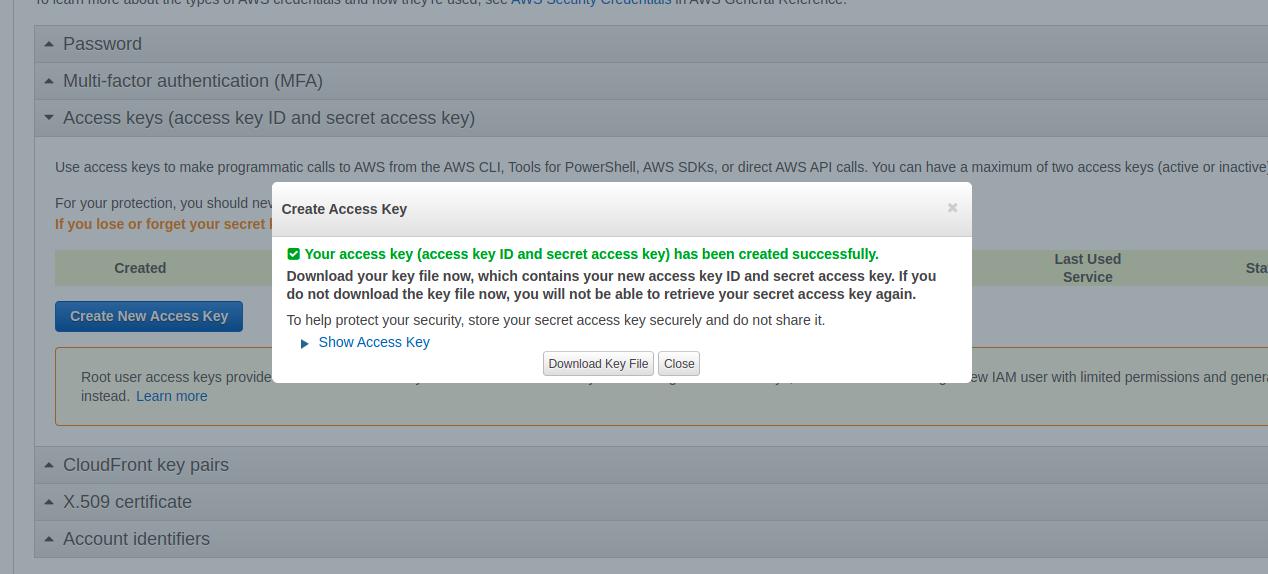 To learn more about the types of AWS credentials and how they're used, see AWS Security Credentials in AWS General Reference.
Password
Multi-factor authentication (MFA)
Access keys (access key ID and secret access key)
Use access keys to make programmatic calls to AWS from the AWS CLI, Tools for PowerShell, AWS SDKs, or direct AWS API calls. You can have a maximum of two access keys (active or inactive)
For your protection, you should
If you lose or forget your secret
Create Access Key
Your access key (access key ID and secret access key) has been created successfully.
Download your key file now, which contains your new access key ID and secret access key. If you
do not download the key file now, you will not be able to retrieve your secret access key again.
To help protect your security, store your secret access key securely and do not share it.
Show Access Key
Download Key File Close
Created
Last Used
Service
Create New Access Key
Root user access keys provide IAM user with limited permissions and
instead. Learn more
CloudFront key pairs
X.509 certificate
Account identifiers